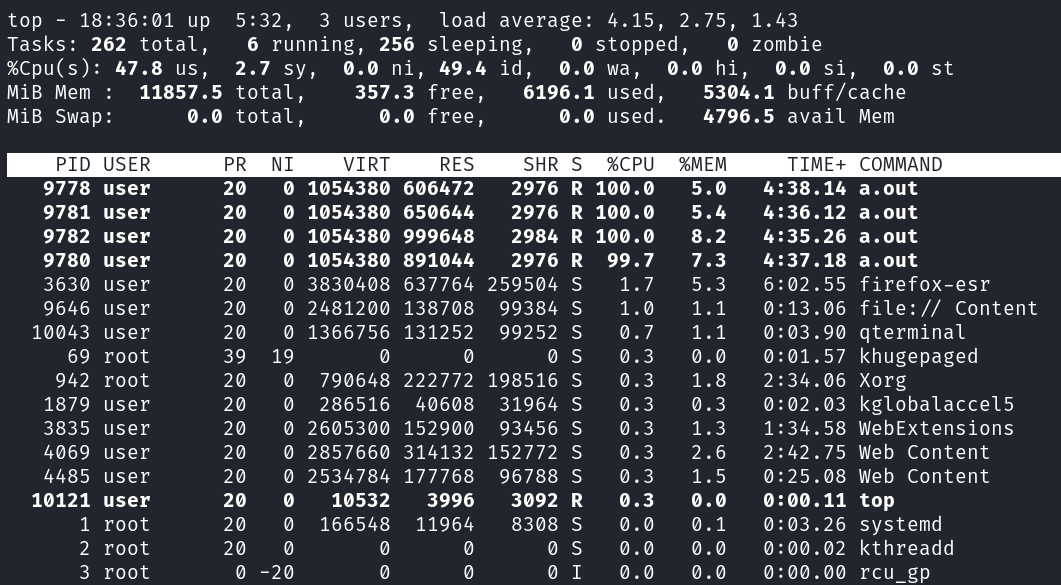 top - 18:36:01 up  5:32,  3 users,  load average: 4.15, 2.75, 1.43
Tasks: 262 total,   6 running, 256 sleeping,   0 stopped,   0 zombie
%Cpu(s): 47.8 us,  2.7 sy,  0.0 ni, 49.4 id,  0.0 wa,  0.0 hi,  0.0 si,  0.0 st
MiB Mem :  11857.5 total,    357.3 free,   6196.1 used,   5304.1 buff/cache
MiB Swap:      0.0 total,      0.0 free,      0.0 used.   4796.5 avail Mem
    PID USER      PR  NI    VIRT    RES    SHR S  %CPU  %MEM     TIME+ COMMAND
   9778 user      20   0 1054380 606472   2976 R 100.0   5.0   4:38.14 a.out
   9781 user      20   0 1054380 650644   2976 R 100.0   5.4   4:36.12 a.out
   9782 user      20   0 1054380 999648   2984 R 100.0   8.2   4:35.26 a.out
   9780 user      20   0 1054380 891044   2976 R  99.7   7.3   4:37.18 a.out
   3630 user      20   0 3830408 637764 259504 S   1.7   5.3   6:02.55 firefox-esr
   9646 user      20   0 2481200 138708  99384 S   1.0   1.1   0:13.06 file:// Content
  10043 user      20   0 1366756 131252  99252 S   0.7   1.1   0:03.90 qterminal
     69 root      39  19       0      0      0 S   0.3   0.0   0:01.57 khugepaged
    942 root      20   0  790648 222772 198516 S   0.3   1.8   2:34.06 Xorg
   1879 user      20   0  286516  40608  31964 S   0.3   0.3   0:02.03 kglobalaccel5
   3835 user      20   0 2605300 152900  93456 S   0.3   1.3   1:34.58 WebExtensions
   4069 user      20   0 2857660 314132 152772 S   0.3   2.6   2:42.75 Web Content
   4485 user      20   0 2534784 177768  96788 S   0.3   1.5   0:25.08 Web Content
  10121 user      20   0   10532   3996   3092 R   0.3   0.0   0:00.11 top
      1 root      20   0  166548  11964   8308 S   0.0   0.1   0:03.26 systemd
      2 root      20   0       0      0      0 S   0.0   0.0   0:00.02 kthreadd
      3 root       0 -20       0      0      0 I   0.0   0.0   0:00.00 rcu_gp